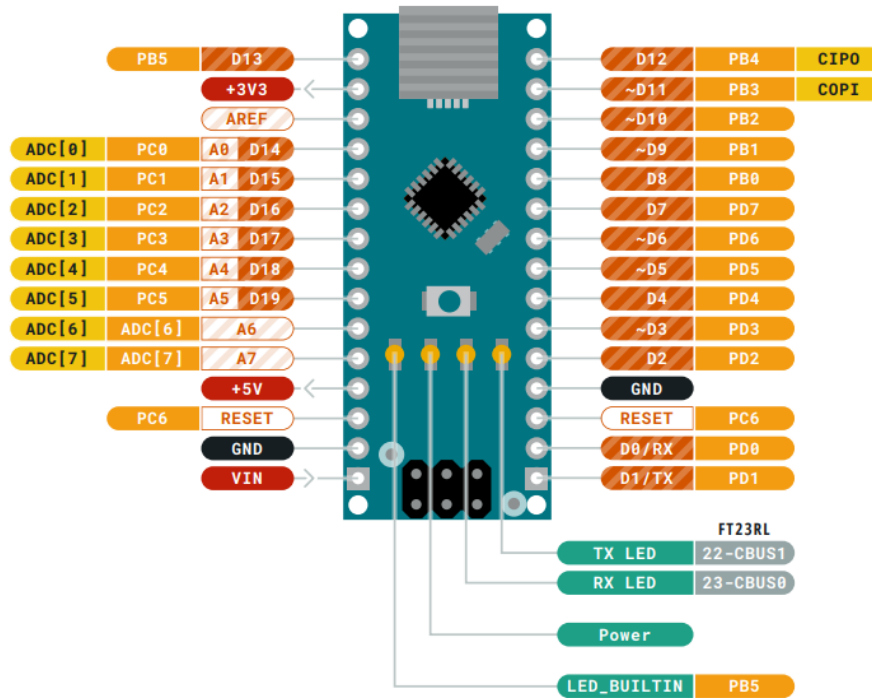 PB5 D13 D12 PB4 CIPO
+3V3 ~D11 PB3 COPI
AREF ~D10 PB2
ADC[0] PC0 A0 D14 ~D9 PB1
ADC[1] PC1 A1 D15 D8 PB0
ADC[2] PC2 A2 D16 D7 PD7
ADC[3] PC3 A3 D17 ~D6 PD6
ADC[4] PC4 A4 D18 ~D5 PD5
ADC[5] PC5 A5 D19 D4 PD4
ADC[6] ADC[6] A6 ~D3 PD3
ADC[7] ADC[7] A7 D2 PD2
+5V GND
PC6 RESET RESET PC6
GND D0/RX PD0
VIN D1/TX PD1
FT23RL
TX LED 22-CBUS1
RX LED 23-CBUS0
Power
LED_BUILTIN PB5